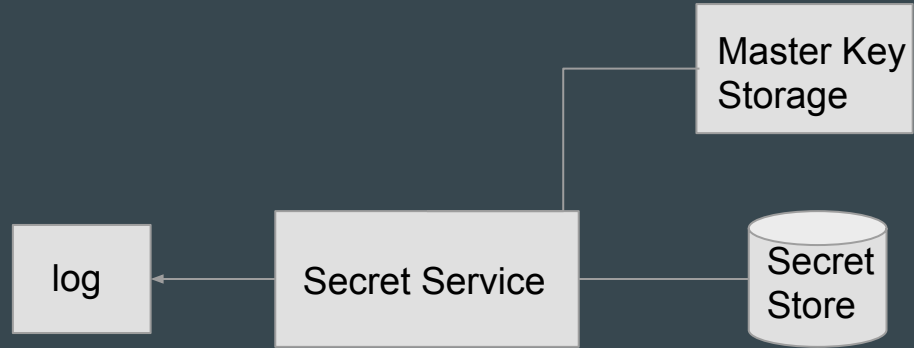 Master Key
Storage
log
Secret Service
Secret
Store